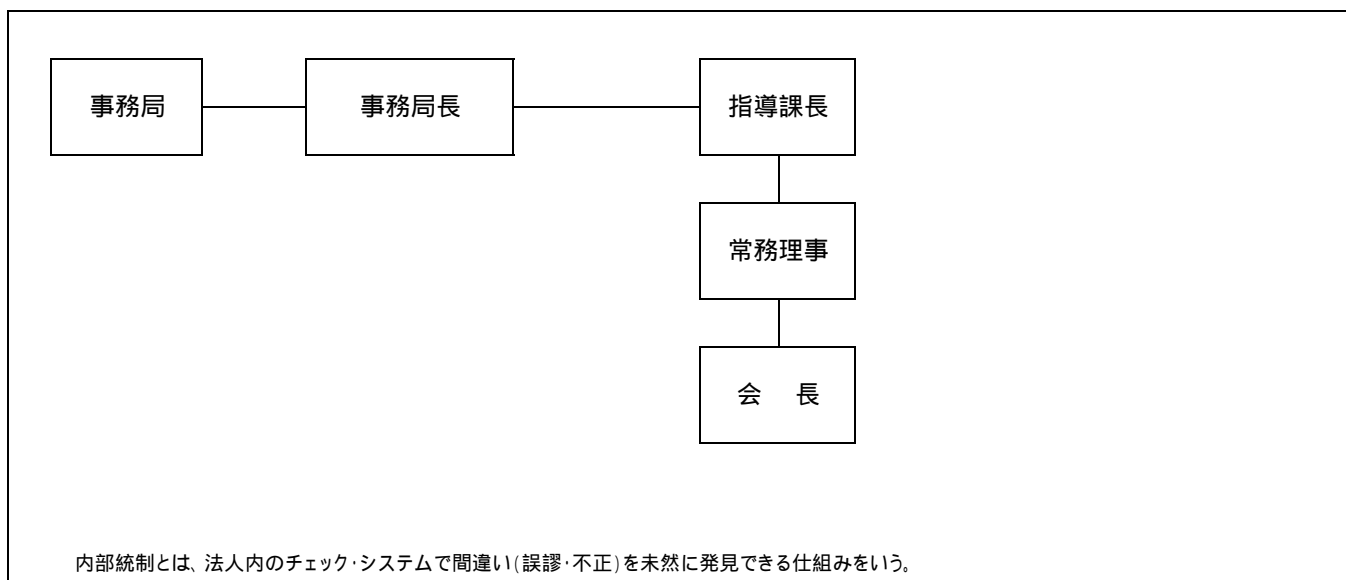 事務局 事務局長 指導課長
常務理事
会　長
内部統制とは、法人内のチェック・システムで間違い(誤謬・不正)を未然に発見できる仕組みをいう。